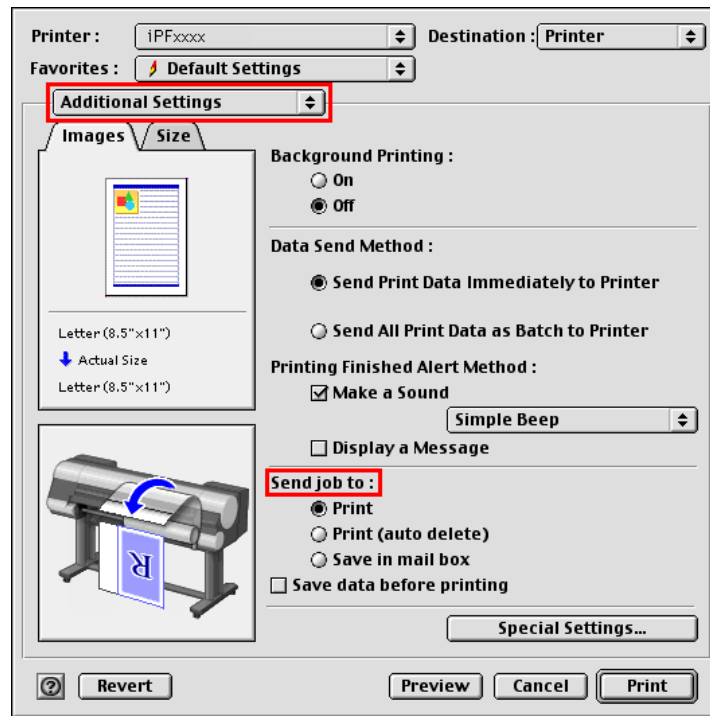 Printer : iPFxxxx Destination : Printer
Favorites : Default Settings
Additional Settings
Images Size
Background Printing :
On
Off
Data Send Method :
Send Print Data Immediately to Printer
Send All Print Data as Batch to Printer
Letter (8.5"x11")
Actual Size
Letter (8.5"x11")
Printing Finished Alert Method :
Make a Sound
Simple Beep
Display a Message
Send job to :
Print
Print (auto delete)
Save in mail box
Save data before printing
R
Special Settings...
? Revert Preview Cancel Print